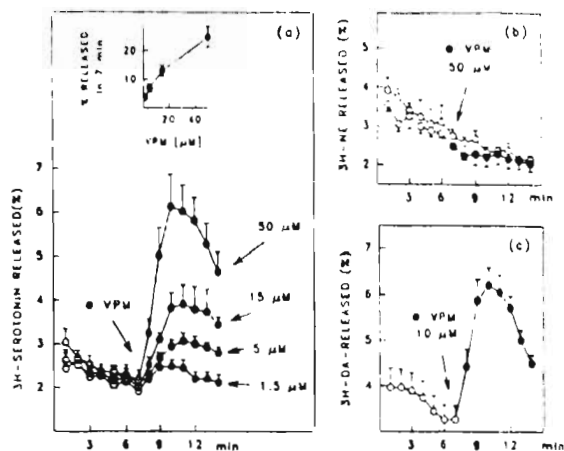 (a)
% RELEASED
in 7 min
20
10
20
40
VPM [µM]
3H-SEROTONIN RELEASED (%)
7
6
5
4
3
2
● VPM
50 µM
15 µM
5 µM
1.5 µM
3
6
9
12
min
(b)
3H-NE RELEASED (%)
5
4
3
2
● VPM
50 µM
3
6
9
12
min
(c)
3H-DA-RELEASED (%)
6
5
4
● VPM
10 µM
3
6
9
12
min